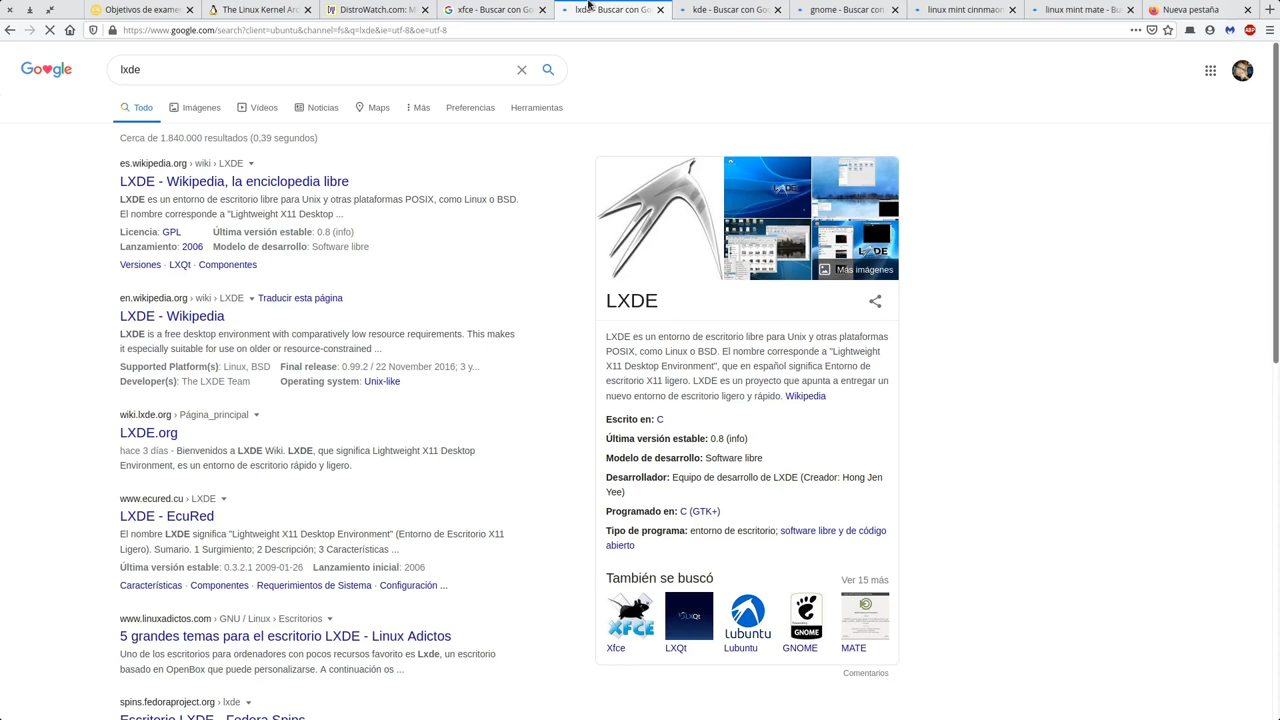 Objetivos de exame
The Linux Kernel Arc
DistroWatch.com: M
xfce - Buscar con Go
lxde - Buscar con Go
kde - Buscar con Go
gnome - Buscar con
linux mint cinnmaon
linux mint mate - Bu
Nueva pestaña
https://www.google.com/search?client=ubuntu&channel=fs&q=lxde&ie=utf-8&oe=utf-8
ABP
lxde
Todo
Imágenes
Vídeos
Noticias
Maps
Más
Preferencias
Herramientas
Cerca de 1.840.000 resultados (0,39 segundos)
es.wikipedia.org › wiki › LXDE
LXDE - Wikipedia, la enciclopedia libre
LXDE es un entorno de escritorio libre para Unix y otras plataformas POSIX, como Linux o BSD.
El nombre corresponde a "Lightweight X11 Desktop ...
Licencia: GPL Última versión estable: 0.8 (info)
Lanzamiento: 2006 Modelo de desarrollo: Software libre
Versiones · LXQt · Componentes
en.wikipedia.org › wiki › LXDE Traducir esta página
LXDE - Wikipedia
LXDE is a free desktop environment with comparatively low resource requirements. This makes
it especially suitable for use on older or resource-constrained ...
Supported Platform(s): Linux, BSD Final release: 0.99.2 / 22 November 2016; 3 y...
Developer(s): The LXDE Team Operating system: Unix-like
wiki.lxde.org › Página_principal
LXDE.org
hace 3 días - Bienvenidos a LXDE Wiki. LXDE, que significa Lightweight X11 Desktop
Environment, es un entorno de escritorio rápido y ligero.
www.ecured.cu › LXDE
LXDE - EcuRed
El nombre LXDE significa "Lightweight X11 Desktop Environment" (Entorno de Escritorio X11
Ligero). Sumario. 1 Surgimiento; 2 Descripción; 3 Características ...
Última versión estable: 0.3.2.1 2009-01-26 Lanzamiento inicial: 2006
Características · Componentes · Requerimientos de Sistema · Configuración ...
www.linuxadictos.com › GNU / Linux › Escritorios
5 grandes temas para el escritorio LXDE - Linux Adictos
Uno de los escritorios para ordenadores con pocos recursos favorito es Lxde, un escritorio
basado en OpenBox que puede personalizarse. A continuación os ...
spins.fedoraproject.org › lxde
Escritorio LXDE - Fedora Spins
Google
LXDE
LXDE
Más imágenes
LXDE
LXDE es un entorno de escritorio libre para Unix y otras plataformas
POSIX, como Linux o BSD. El nombre corresponde a "Lightweight
X11 Desktop Environment", que en español significa Entorno de
escritorio X11 ligero. LXDE es un proyecto que apunta a entregar un
nuevo entorno de escritorio ligero y rápido. Wikipedia
Escrito en: C
Última versión estable: 0.8 (info)
Modelo de desarrollo: Software libre
Desarrollador: Equipo de desarrollo de LXDE (Creador: Hong Jen
Yee)
Programado en: C (GTK+)
Tipo de programa: entorno de escritorio; software libre y de código
abierto
También se buscó
Ver 15 más
XFCE
LXQt
Lubuntu
GNOME
Xfce
LXQt
Lubuntu
GNOME
MATE
Comentarios